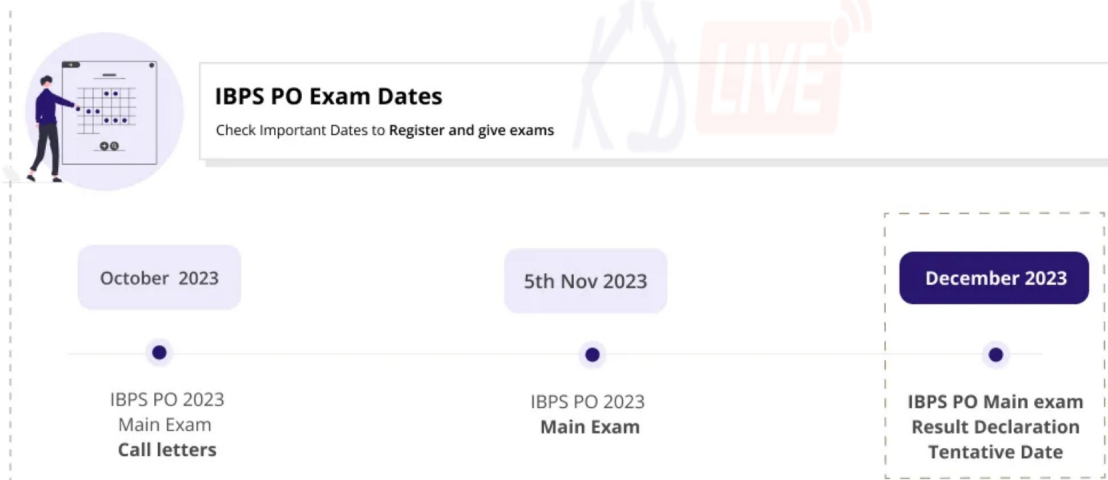 LIVE
IBPS PO Exam Dates
Check Important Dates to Register and give exams
October 2023
5th Nov 2023
December 2023
IBPS PO 2023
Main Exam
Call letters
IBPS PO 2023
Main Exam
IBPS PO Main exam
Result Declaration
Tentative Date